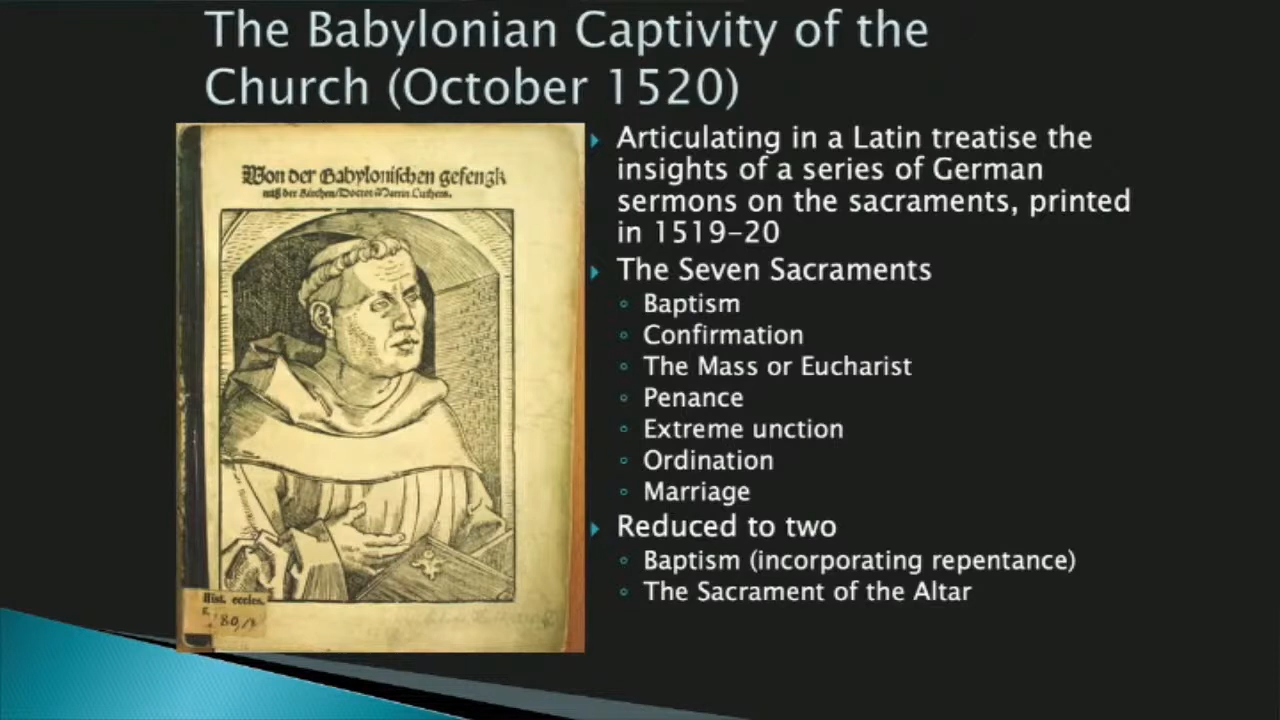 The Babylonian Captivity of the
Church (October 1520)
Von der Babylonischen gefengk
nuß der Kirchen/Doctor Martin Luthers.
Hist. eccles.
E.
80,
Articulating in a Latin treatise the
insights of a series of German
sermons on the sacraments, printed
in 1519-20
The Seven Sacraments
Baptism
Confirmation
The Mass or Eucharist
Penance
Extreme unction
Ordination
Marriage
Reduced to two
Baptism (incorporating repentance)
The Sacrament of the Altar